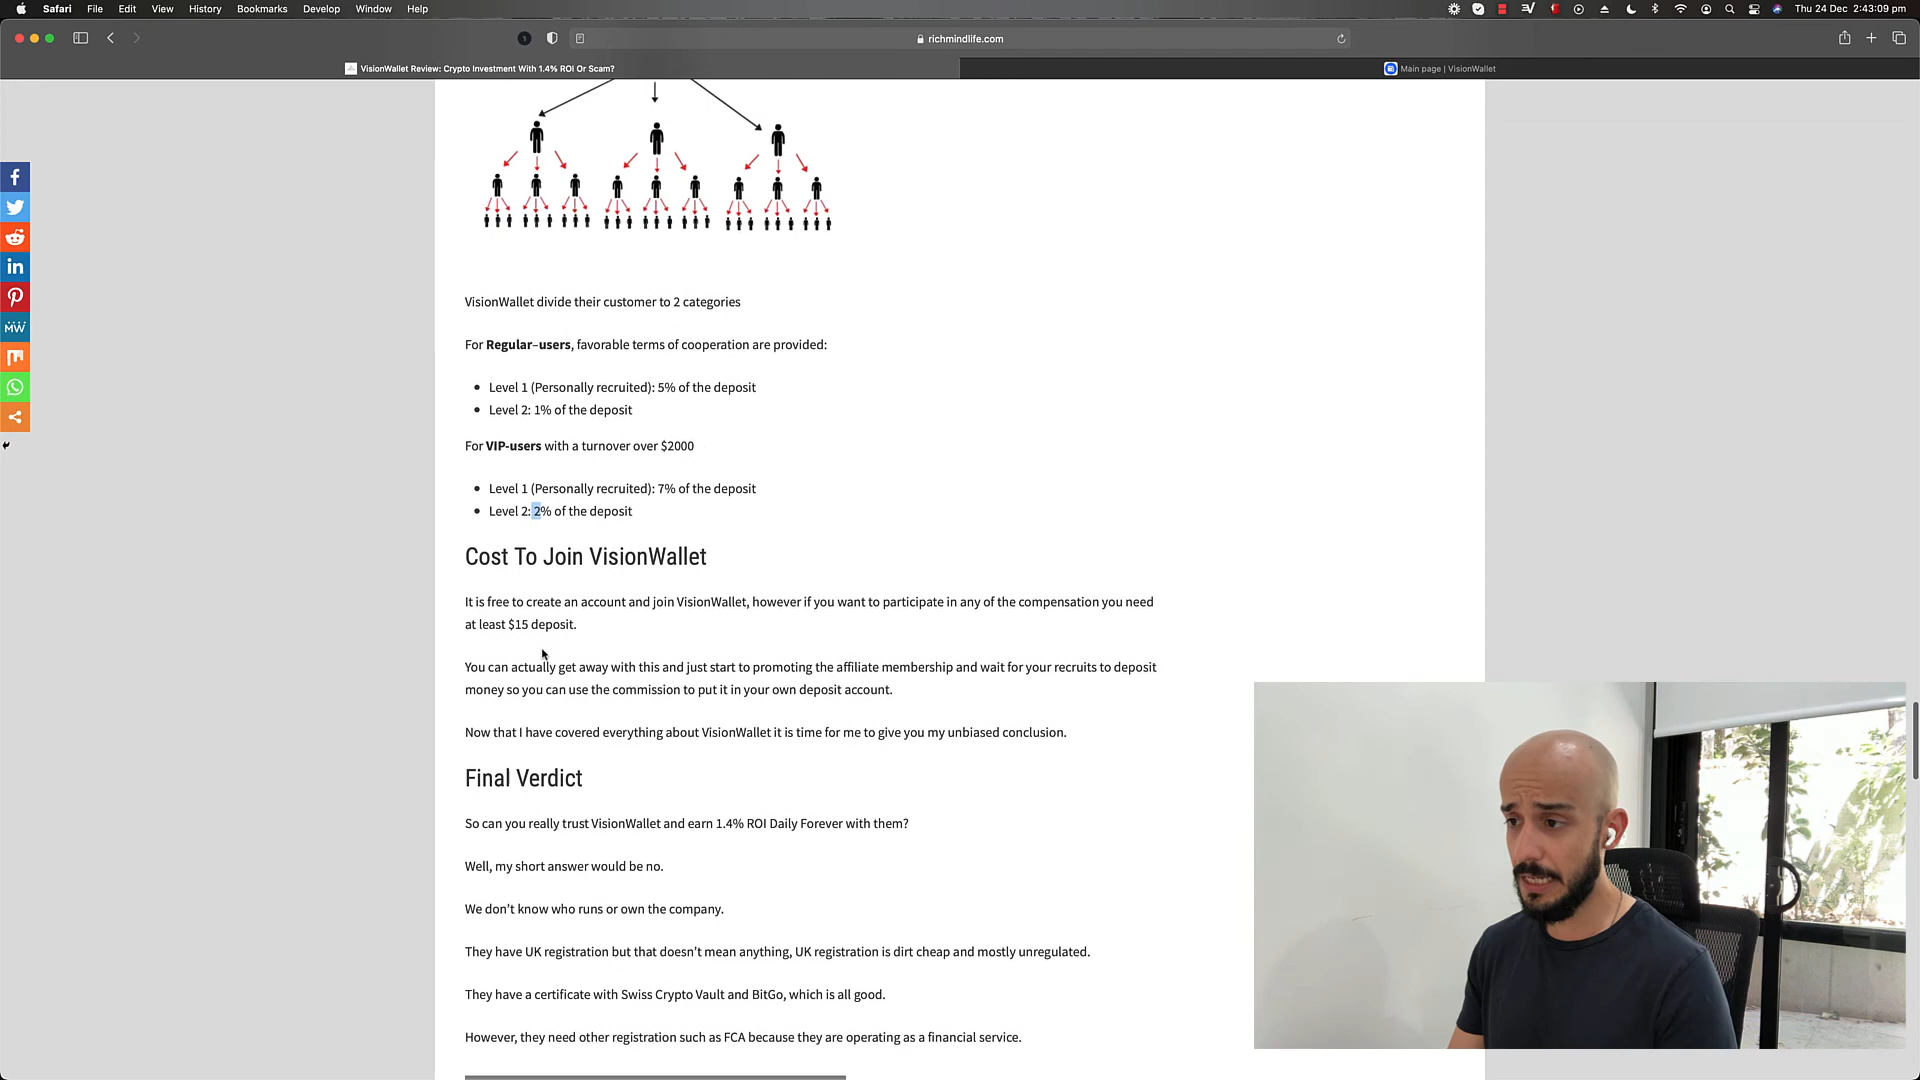 Safari File Edit View History Bookmarks Develop Window Help Thu 24 Dec 2:43:09 pm
richmindlife.com
VisionWallet Review: Crypto Investment With 1.4% ROI Or Scam? Main page | VisionWallet
VisionWallet divide their customer to 2 categories
For Regular–users, favorable terms of cooperation are provided:
Level 1 (Personally recruited): 5% of the deposit
Level 2: 1% of the deposit
For VIP-users with a turnover over $2000
Level 1 (Personally recruited): 7% of the deposit
Level 2: 2% of the deposit
Cost To Join VisionWallet
It is free to create an account and join VisionWallet, however if you want to participate in any of the compensation you need
at least $15 deposit.
You can actually get away with this and just start to promoting the affiliate membership and wait for your recruits to deposit
money so you can use the commission to put it in your own deposit account.
Now that I have covered everything about VisionWallet it is time for me to give you my unbiased conclusion.
Final Verdict
So can you really trust VisionWallet and earn 1.4% ROI Daily Forever with them?
Well, my short answer would be no.
We don't know who runs or own the company.
They have UK registration but that doesn't mean anything, UK registration is dirt cheap and mostly unregulated.
They have a certificate with Swiss Crypto Vault and BitGo, which is all good.
However, they need other registration such as FCA because they are operating as a financial service.